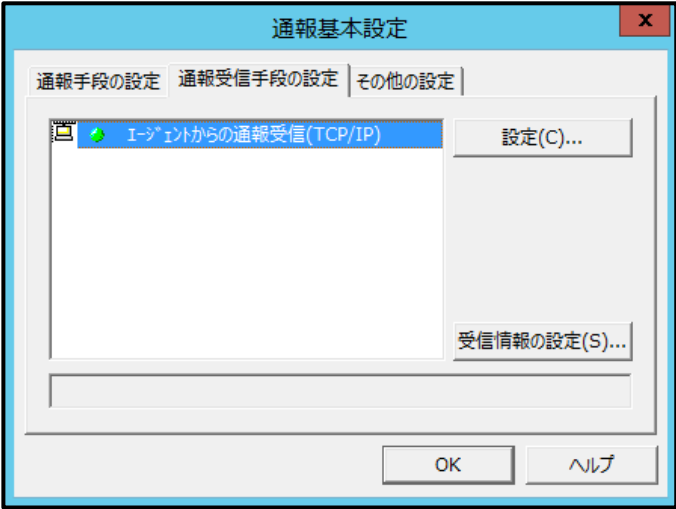 通報基本設定
x
通報手段の設定 通報受信手段の設定 その他の設定
ｴｰｼﾞｪﾝﾄからの通報受信(TCP/IP)
設定(C)...
受信情報の設定(S)...
OK ヘルプ